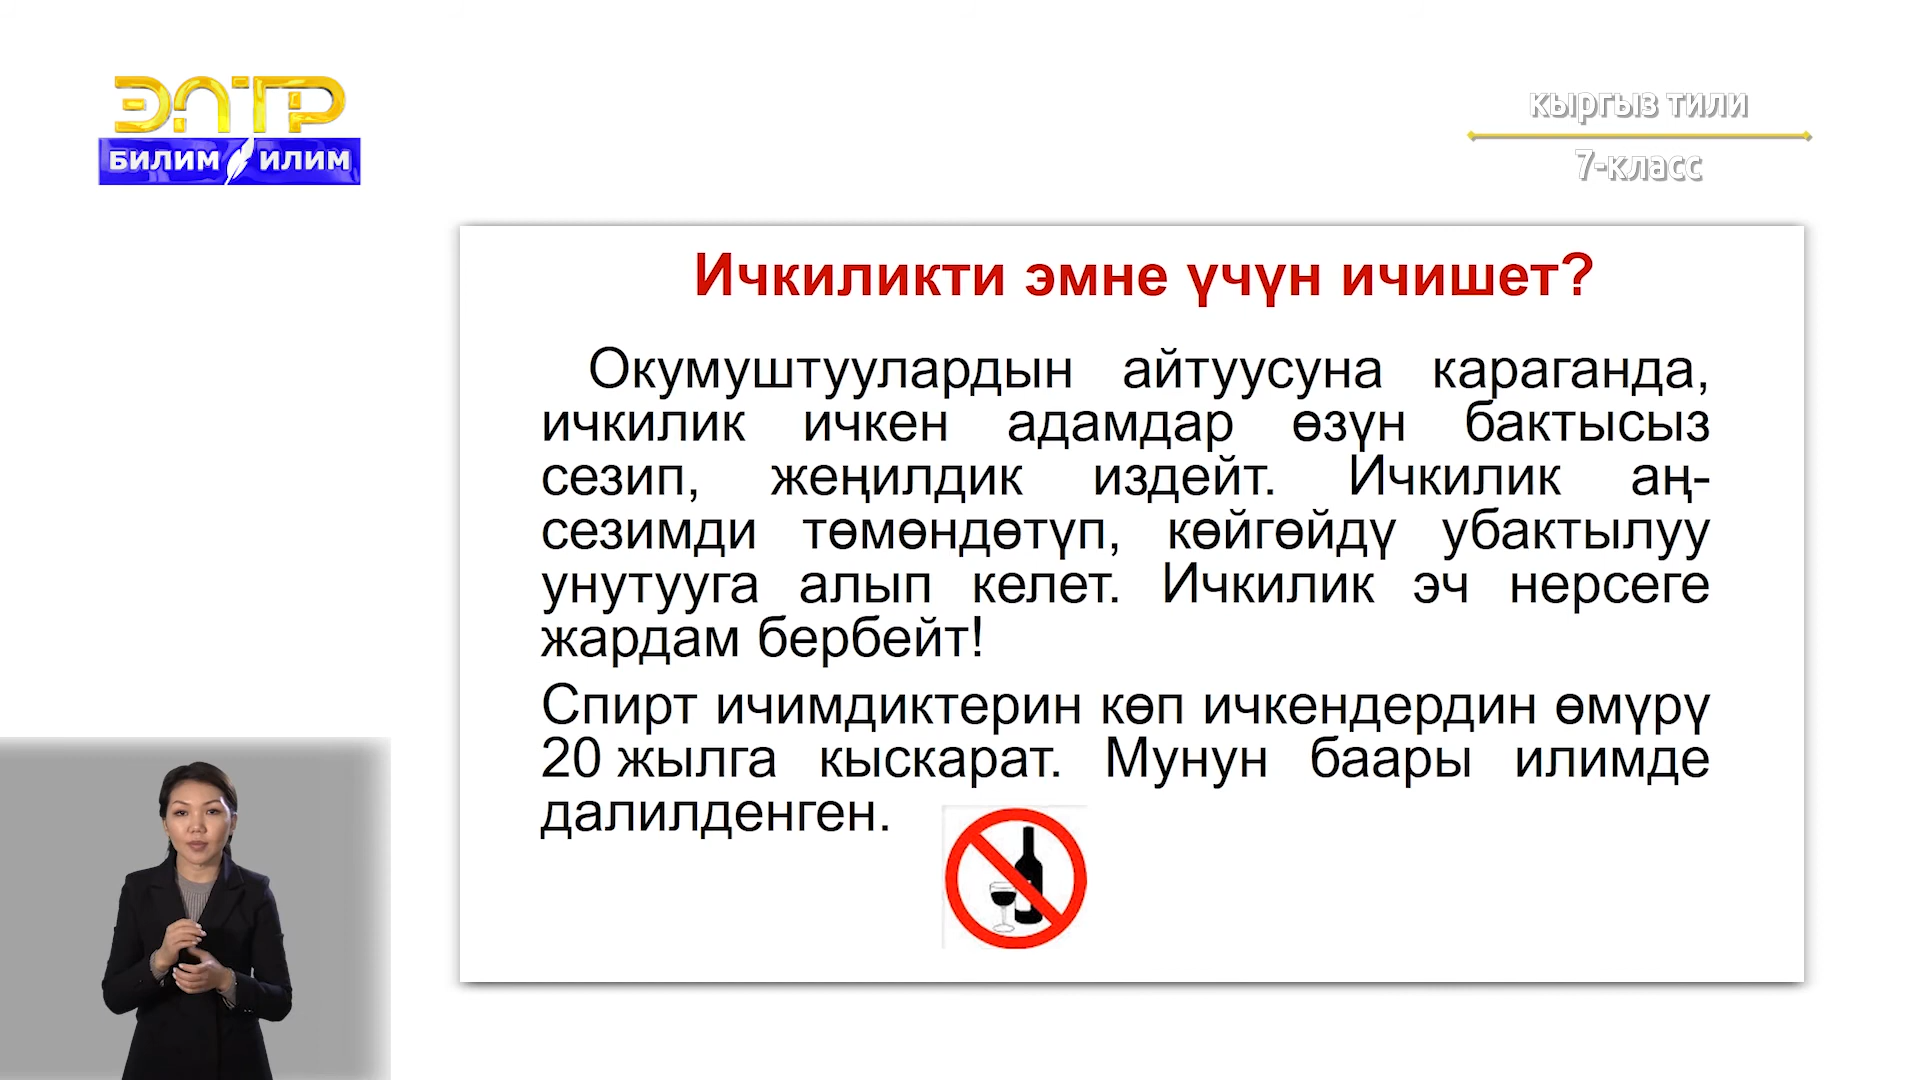 ЭЛТР
БИЛИМ ИЛИМ
кыргыз тили
7-класс
Ичкиликти эмне үчүн ичишет?
Окумуштуулардын айтуусуна караганда,
ичкилик ичкен адамдар өзүн бактысыз
сезип, жеңилдик издейт. Ичкилик аң-
сезимди төмөндөтүп, көйгөйдү убактылуу
унутууга алып келет. Ичкилик эч нерсеге
жардам бербейт!
Спирт ичимдиктерин көп ичкендердин өмүрү
20 жылга кыскарат. Мунун баары илимде
далилденген.